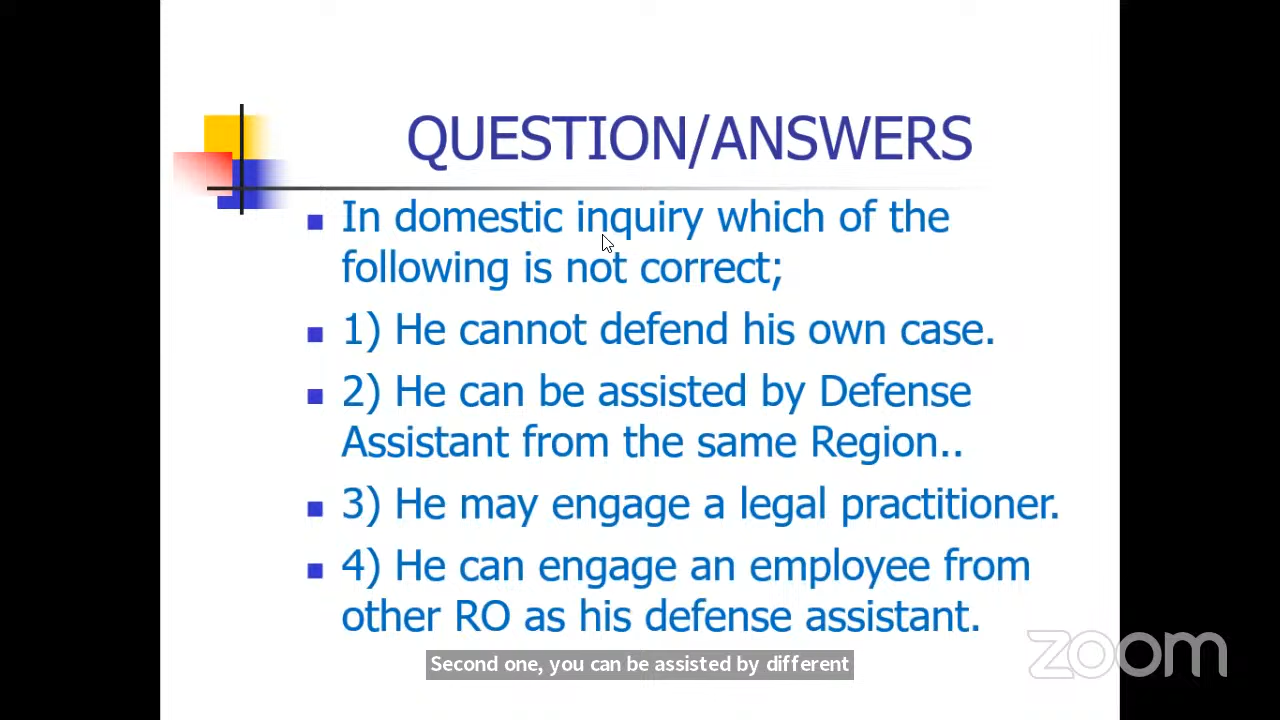 QUESTION/ANSWERS
In domestic inquiry which of the
following is not correct;
1) He cannot defend his own case.
2) He can be assisted by Defense
Assistant from the same Region..
3) He may engage a legal practitioner.
4) He can engage an employee from
other RO as his defense assistant.
zoom
Second one, you can be assisted by different